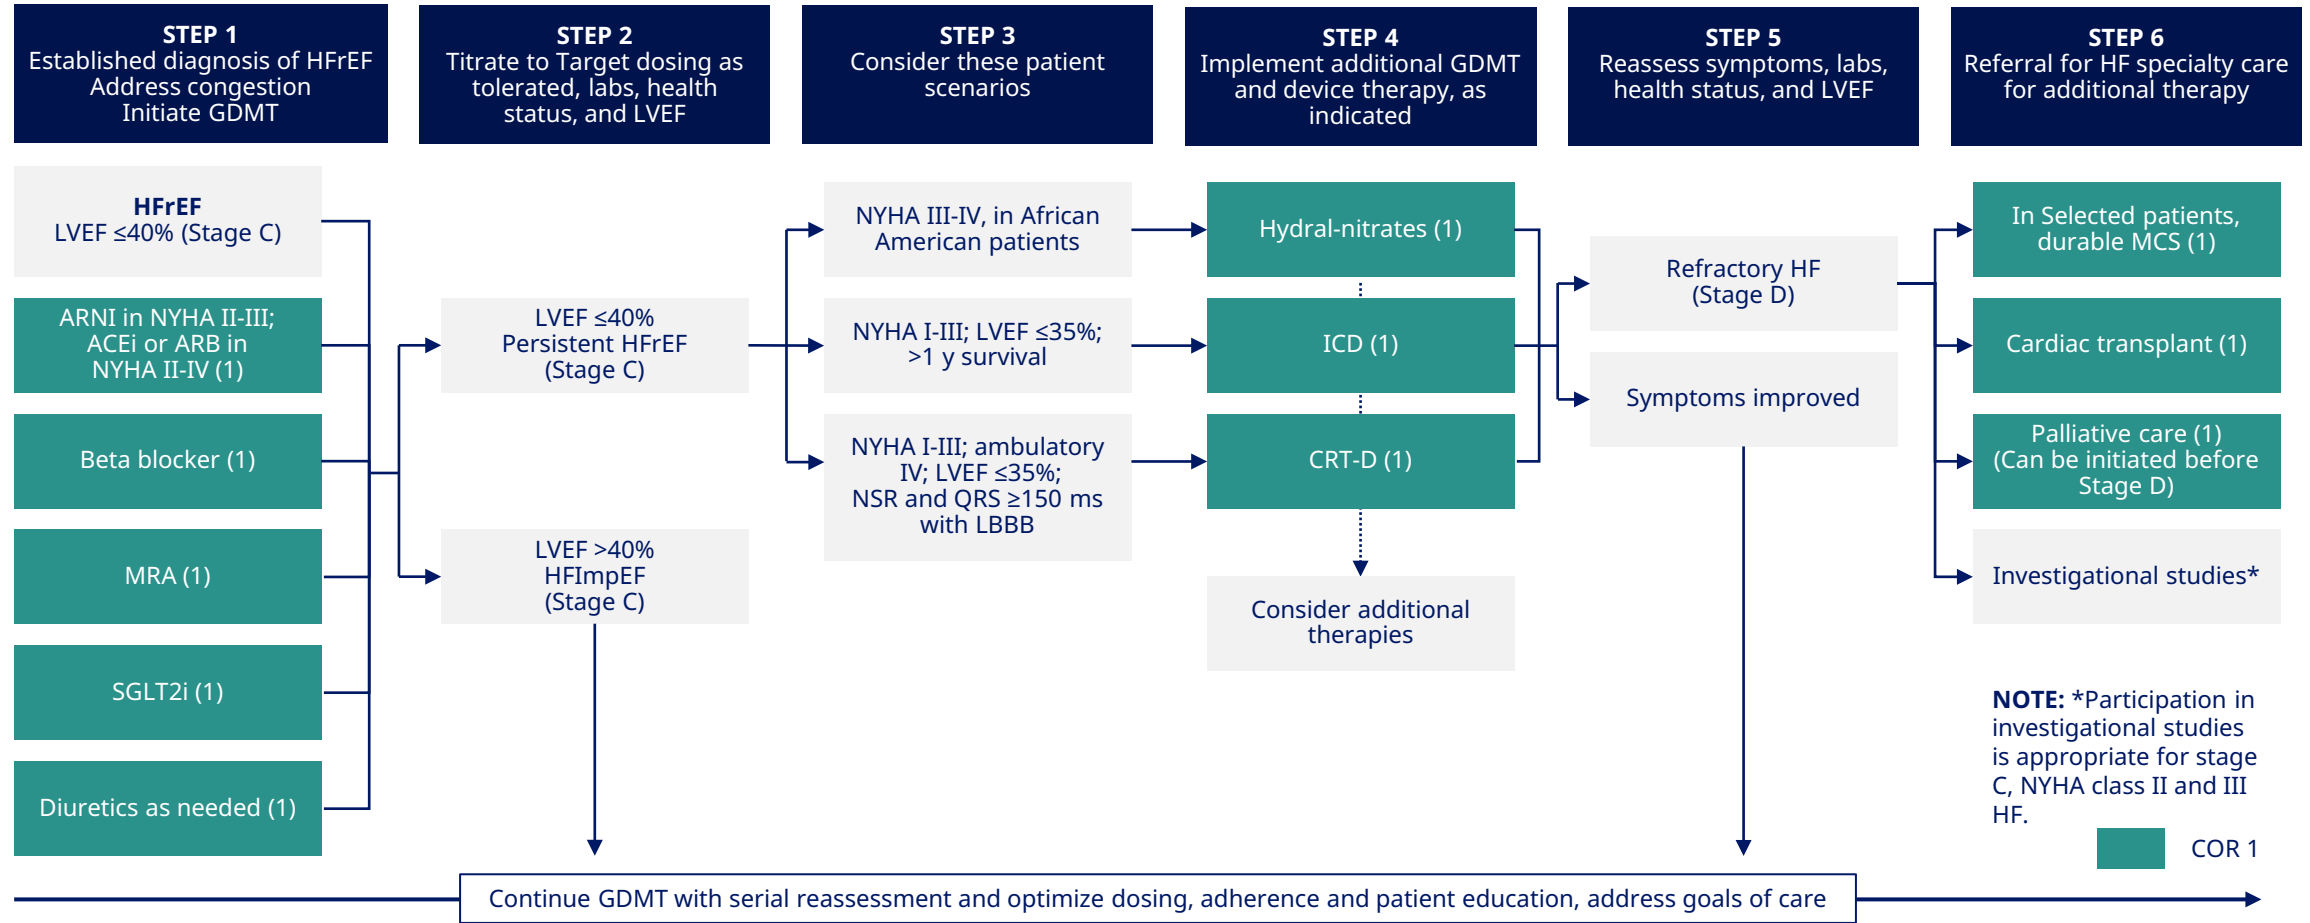 STEP 1
Established diagnosis of HFrEF
Address congestion
Initiate GDMT
STEP 2
Titrate to Target dosing as
tolerated, labs, health
status, and LVEF
STEP 3
Consider these patient
scenarios
STEP 4
Implement additional GDMT
and device therapy, as
indicated
STEP 5
Reassess symptoms, labs,
health status, and LVEF
STEP 6
Referral for HF specialty care
for additional therapy
HFrEF
LVEF ≤40% (Stage C)
ARNI in NYHA II-III;
ACEi or ARB in
NYHA II-IV (1)
Beta blocker (1)
MRA (1)
SGLT2i (1)
Diuretics as needed (1)
LVEF ≤40%
Persistent HFrEF
(Stage C)
LVEF >40%
HFImpEF
(Stage C)
NYHA III-IV, in African
American patients
NYHA I-III; LVEF ≤35%;
>1 y survival
NYHA I-III; ambulatory
IV; LVEF ≤35%;
NSR and QRS ≥150 ms
with LBBB
Hydral-nitrates (1)
ICD (1)
CRT-D (1)
Consider additional
therapies
Refractory HF
(Stage D)
Symptoms improved
In Selected patients,
durable MCS (1)
Cardiac transplant (1)
Palliative care (1)
(Can be initiated before
Stage D)
Investigational studies*
NOTE: *Participation in
investigational studies
is appropriate for stage
C, NYHA class II and III
HF.
COR 1
Continue GDMT with serial reassessment and optimize dosing, adherence and patient education, address goals of care